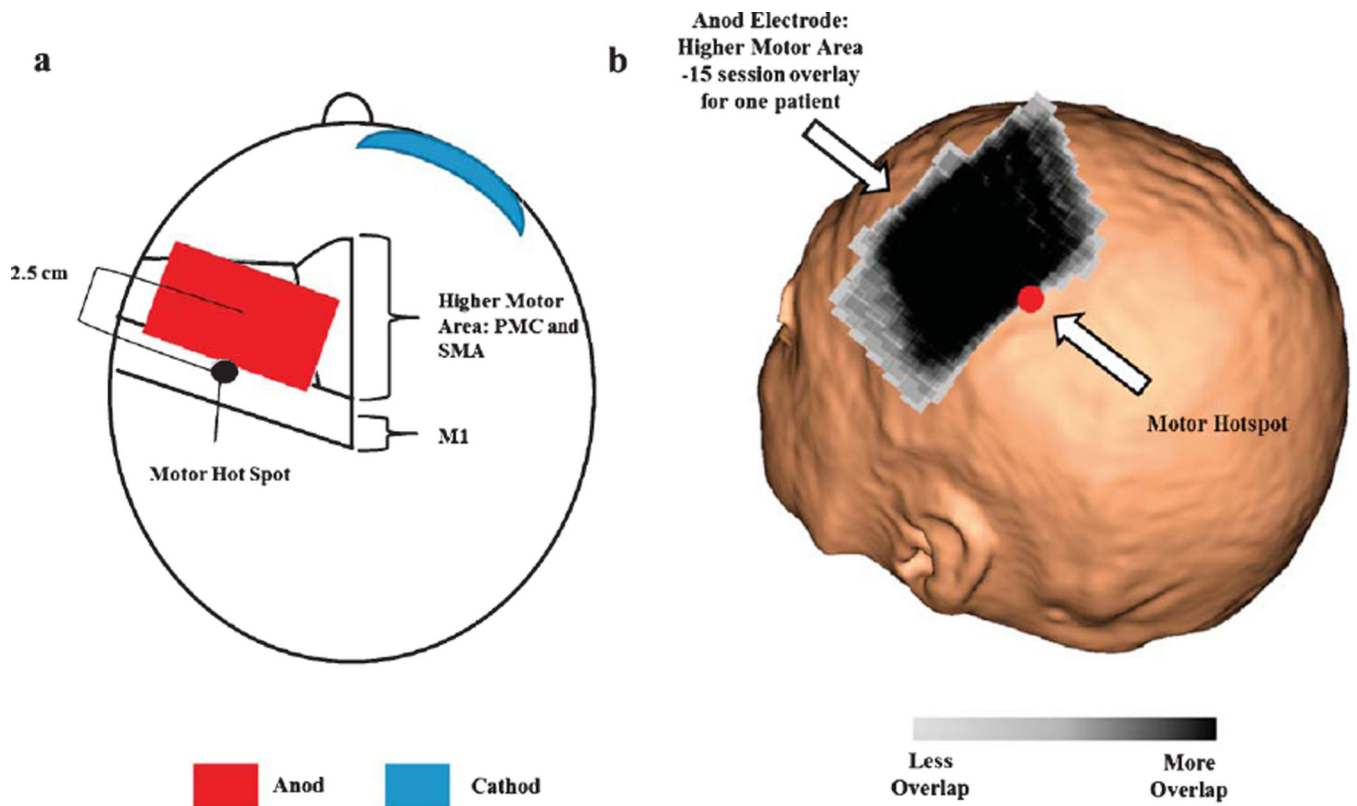 a
2.5 cm
Higher Motor
Area: PMC and
SMA
M1
Motor Hot Spot
Anod
Cathod
b
Anod Electrode:
Higher Motor Area
-15 session overlay
for one patient
Motor Hotspot
Less
Overlap
More
Overlap